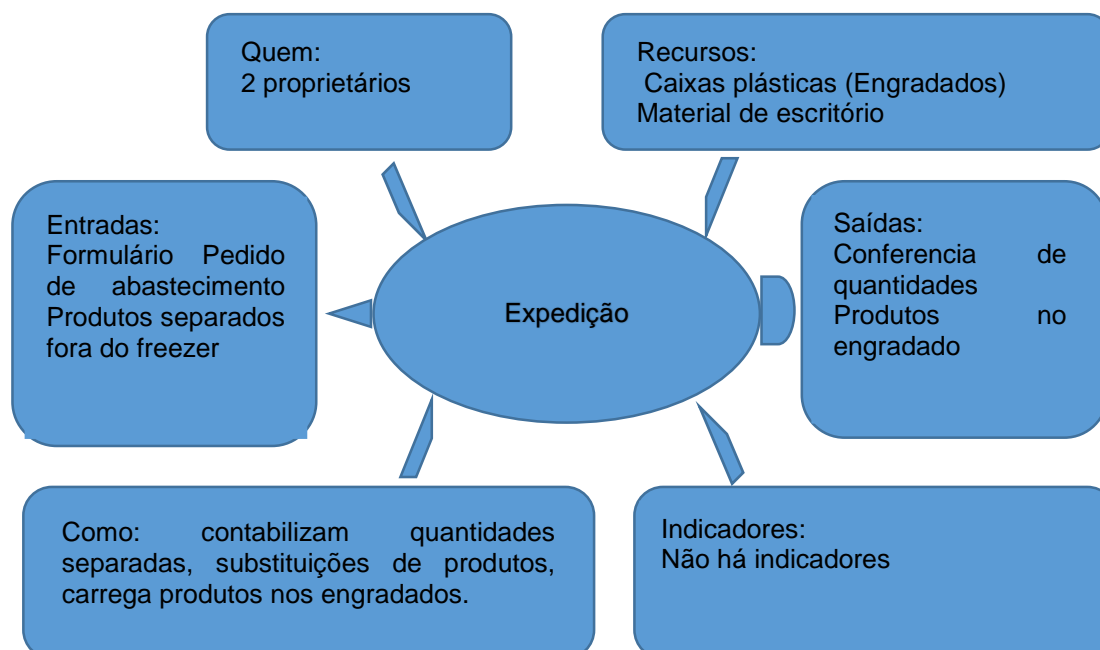 Quem:
2 proprietários
Recursos:
Caixas plásticas (Engradados)
Material de escritório
Entradas:
Formulário Pedido
de abastecimento
Produtos separados
fora do freezer
Expedição
Saídas:
Conferencia de
quantidades
Produtos no
engradado
Como: contabilizam quantidades
separadas, substituições de produtos,
carrega produtos nos engradados.
Indicadores:
Não há indicadores